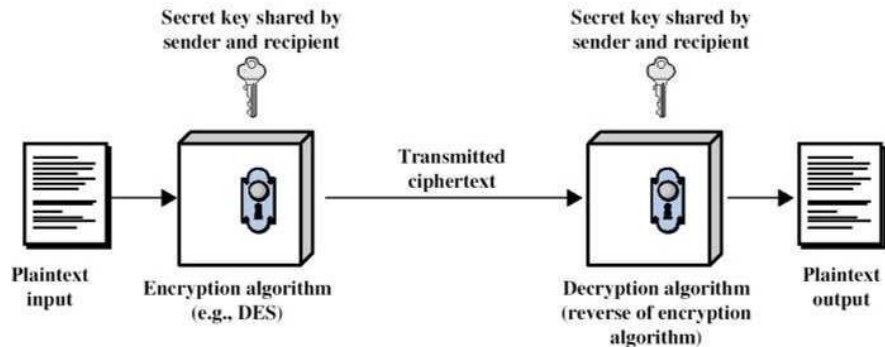 Secret key shared by
sender and recipient
Secret key shared by
sender and recipient
Transmitted
ciphertext
Plaintext
input
Encryption algorithm
(e.g., DES)
Decryption algorithm
(reverse of encryption
algorithm)
Plaintext
output